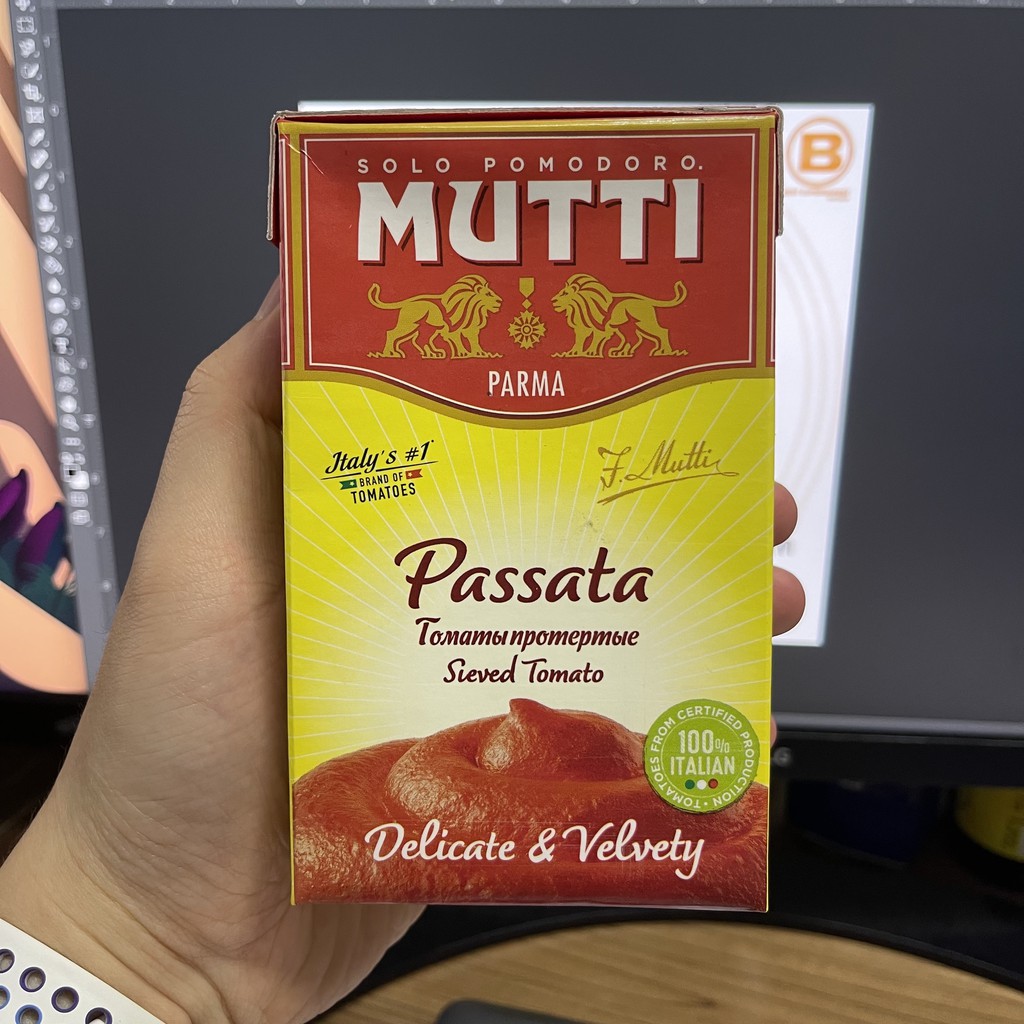 SOLO POMODORO.
MUTTI
PARMA
Italy's #1*
BRAND OF
TOMATOES
F. Mutti
Passata
Томаты протертые
Sieved Tomato
TOMATOES FROM CERTIFIED PRODUCTION
100%
ITALIAN
Delicate & Velvety
B